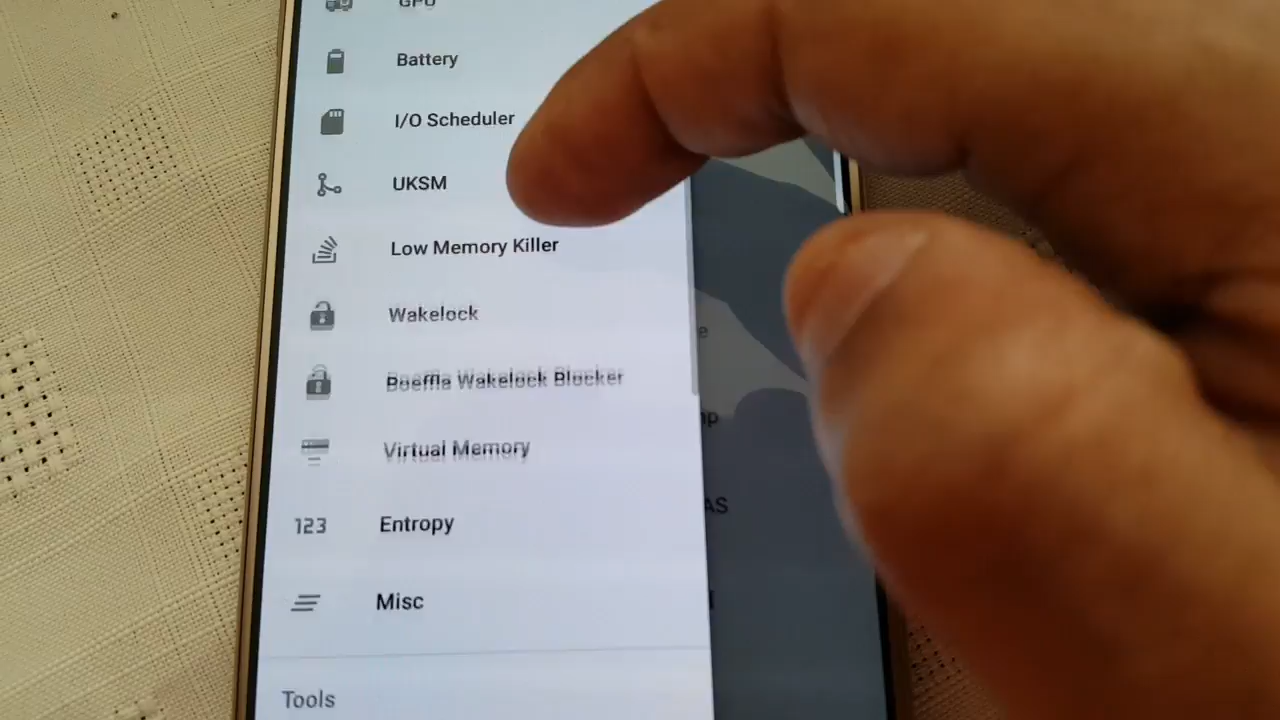 GPU
Battery
I/O Scheduler
UKSM
Low Memory Killer
Wakelock
Boeffla Wakelock Blocker
Virtual Memory
123 Entropy
Misc
Tools